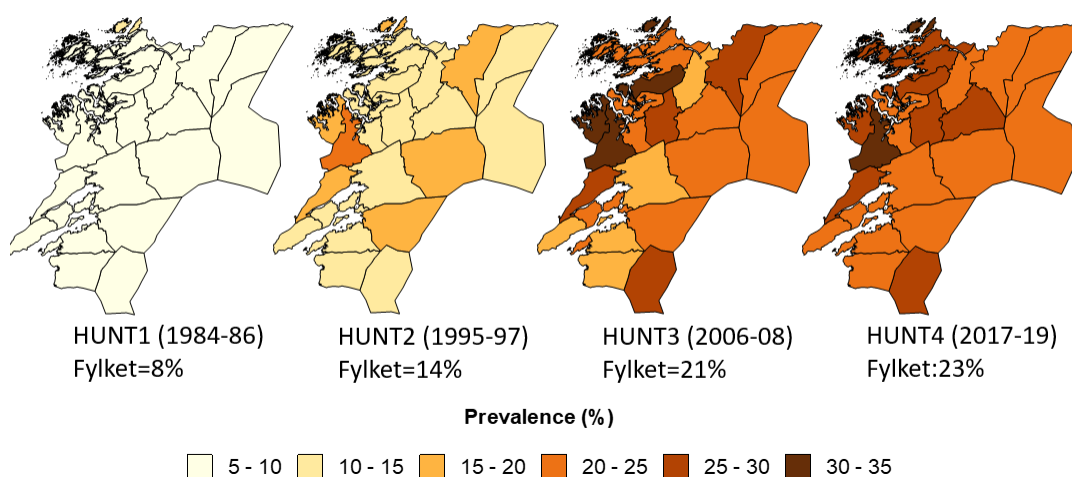 HUNT1 (1984-86)
Fylket=8%
HUNT2 (1995-97)
Fylket=14%
HUNT3 (2006-08)
Fylket=21%
HUNT4 (2017-19)
Fylket:23%
Prevalence (%)
5 - 10
10 - 15
15 - 20
20 - 25
25 - 30
30 - 35